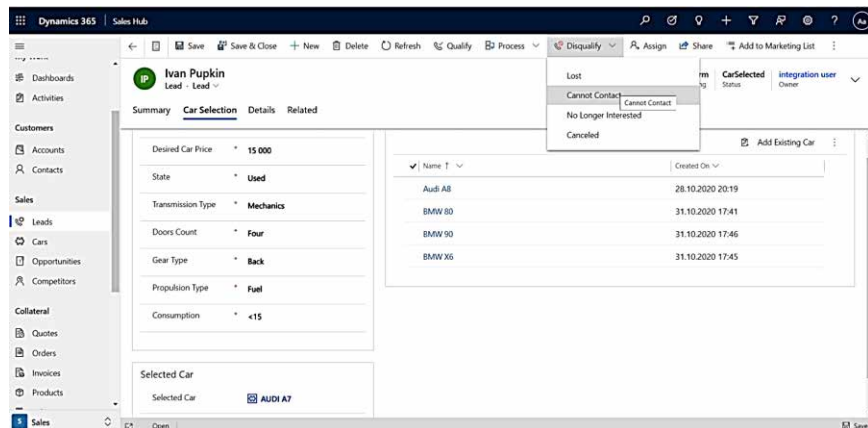 Dynamics 365 Sales Hub ? Aa
Save Save & Close New Delete Refresh Qualify Process Disqualify Assign Share Add to Marketing List
Dashboards
Activities
Customers
Accounts
Contacts
Sales
Leads
Cars
Opportunities
Competitors
Collateral
Quotes
Orders
Invoices
Products
S Sales
IP Ivan Pupkin
Lead · Lead
CarSelected
Status
integration user
Owner
Lost
Cannot Contact
Cannot Contact
No Longer Interested
Canceled
Summary Car Selection Details Related
Desired Car Price * 15 000
State * Used
Transmission Type * Mechanics
Doors Count * Four
Gear Type * Back
Propulsion Type * Fuel
Consumption * <15
Selected Car
Selected Car AUDI A7
Add Existing Car
Name ↑ Created On
Audi A8 28.10.2020 20:19
BMW 80 31.10.2020 17:41
BMW 90 31.10.2020 17:46
BMW X6 31.10.2020 17:45
Open Save